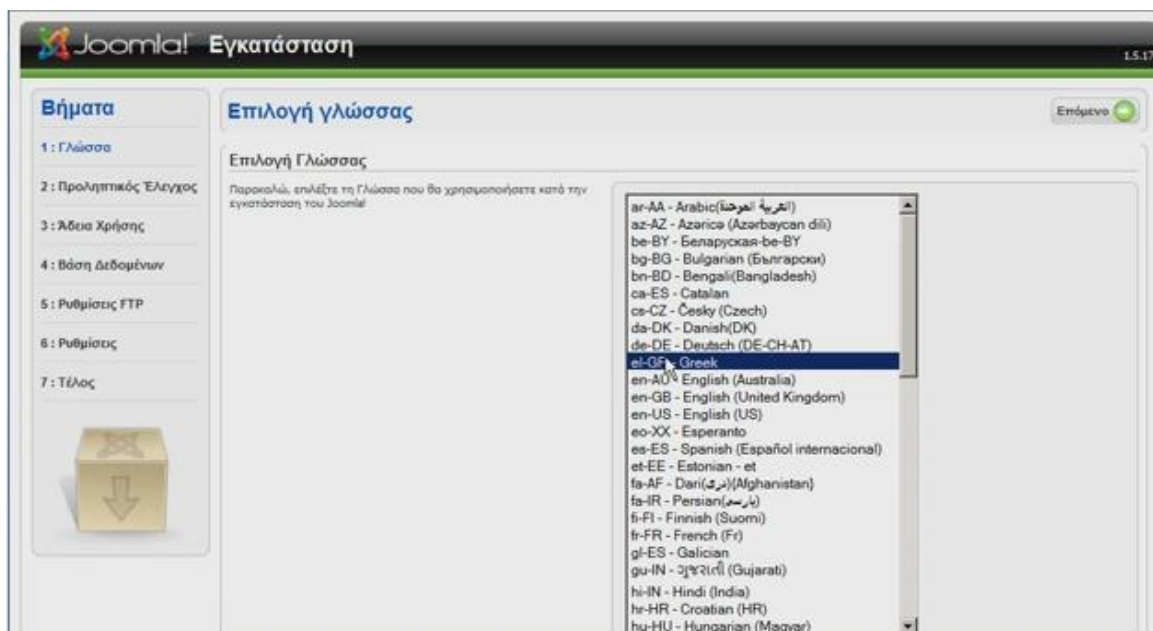 Joomla! Εγκατάσταση
1.5.17
Βήματα
1 : Γλώσσα
2 : Προληπτικός Έλεγχος
3 : Άδεια Χρήσης
4 : Βάση Δεδομένων
5 : Ρυθμίσεις FTP
6 : Ρυθμίσεις
7 : Τέλος
Επιλογή γλώσσας
Επόμενο
Επιλογή Γλώσσας
Παρακαλώ, επιλέξτε τη Γλώσσα που θα χρησιμοποιήσετε κατά την
εγκατάσταση του Joomla!
ar-AA - Arabic(العربية الموحدة)
az-AZ - Azəricə (Azərbaycan dili)
be-BY - Беларуская-be-BY
bg-BG - Bulgarian (Български)
bn-BD - Bengali(Bangladesh)
ca-ES - Catalan
cs-CZ - Česky (Czech)
da-DK - Danish(DK)
de-DE - Deutsch (DE-CH-AT)
Greek
en-AU - English (Australia)
en-GB - English (United Kingdom)
en-US - English (US)
eo-XX - Esperanto
es-ES - Spanish (Español internacional)
et-EE - Estonian - et
fa-AF - Dari(دری){Afghanistan}
fa-IR - Persian(پارسی)
fi-FI - Finnish (Suomi)
fr-FR - French (Fr)
gl-ES - Galician
gu-IN - ગુજરાતી (Gujarati)
hi-IN - Hindi (India)
hr-HR - Croatian (HR)
hu-HU - Hungarian (Magyar)